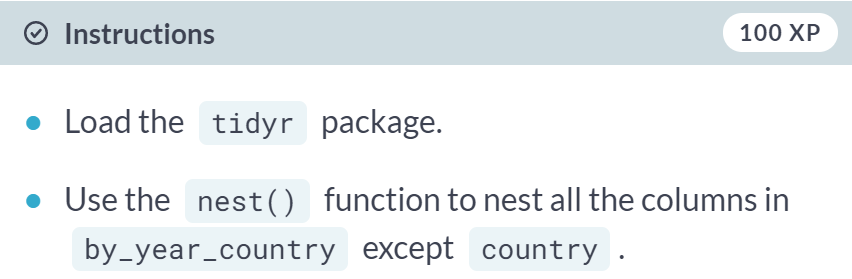 Instructions 100 XP
Load the tidyr package.
Use the nest() function to nest all the columns in
by_year_country except country .